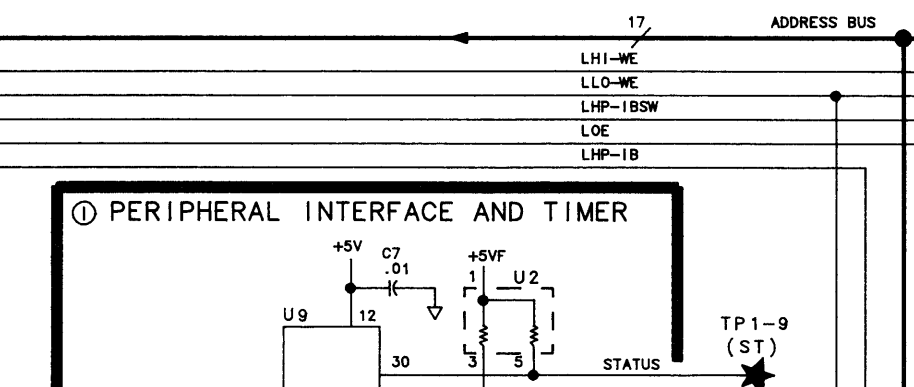 17
ADDRESS BUS
LHI-WE
LLO-WE
LHP-IBSW
LOE
LHP-IB
① PERIPHERAL INTERFACE AND TIMER
+5V
C7
.01
+5VF
1
U2
U9
12
TP1-9
(ST)
30
3
5
STATUS